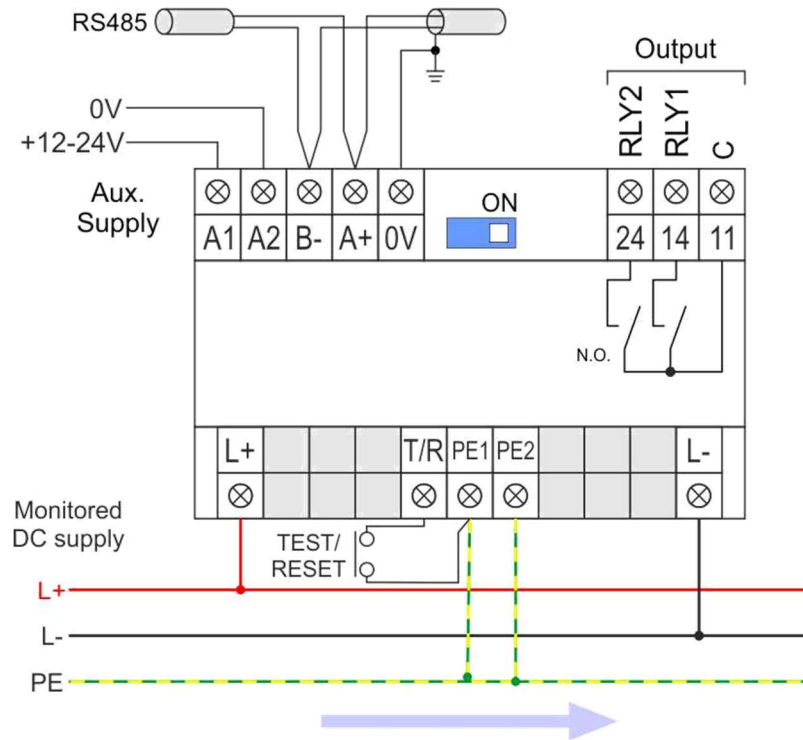 RS485
Output
0V
+12-24V
RLY2
RLY1
C
Aux.
Supply
ON
A1 A2 B- A+ 0V 24 14 11
N.O.
L+ T/R PE1 PE2 L-
Monitored
DC supply
TEST/
RESET
L+
L-
PE